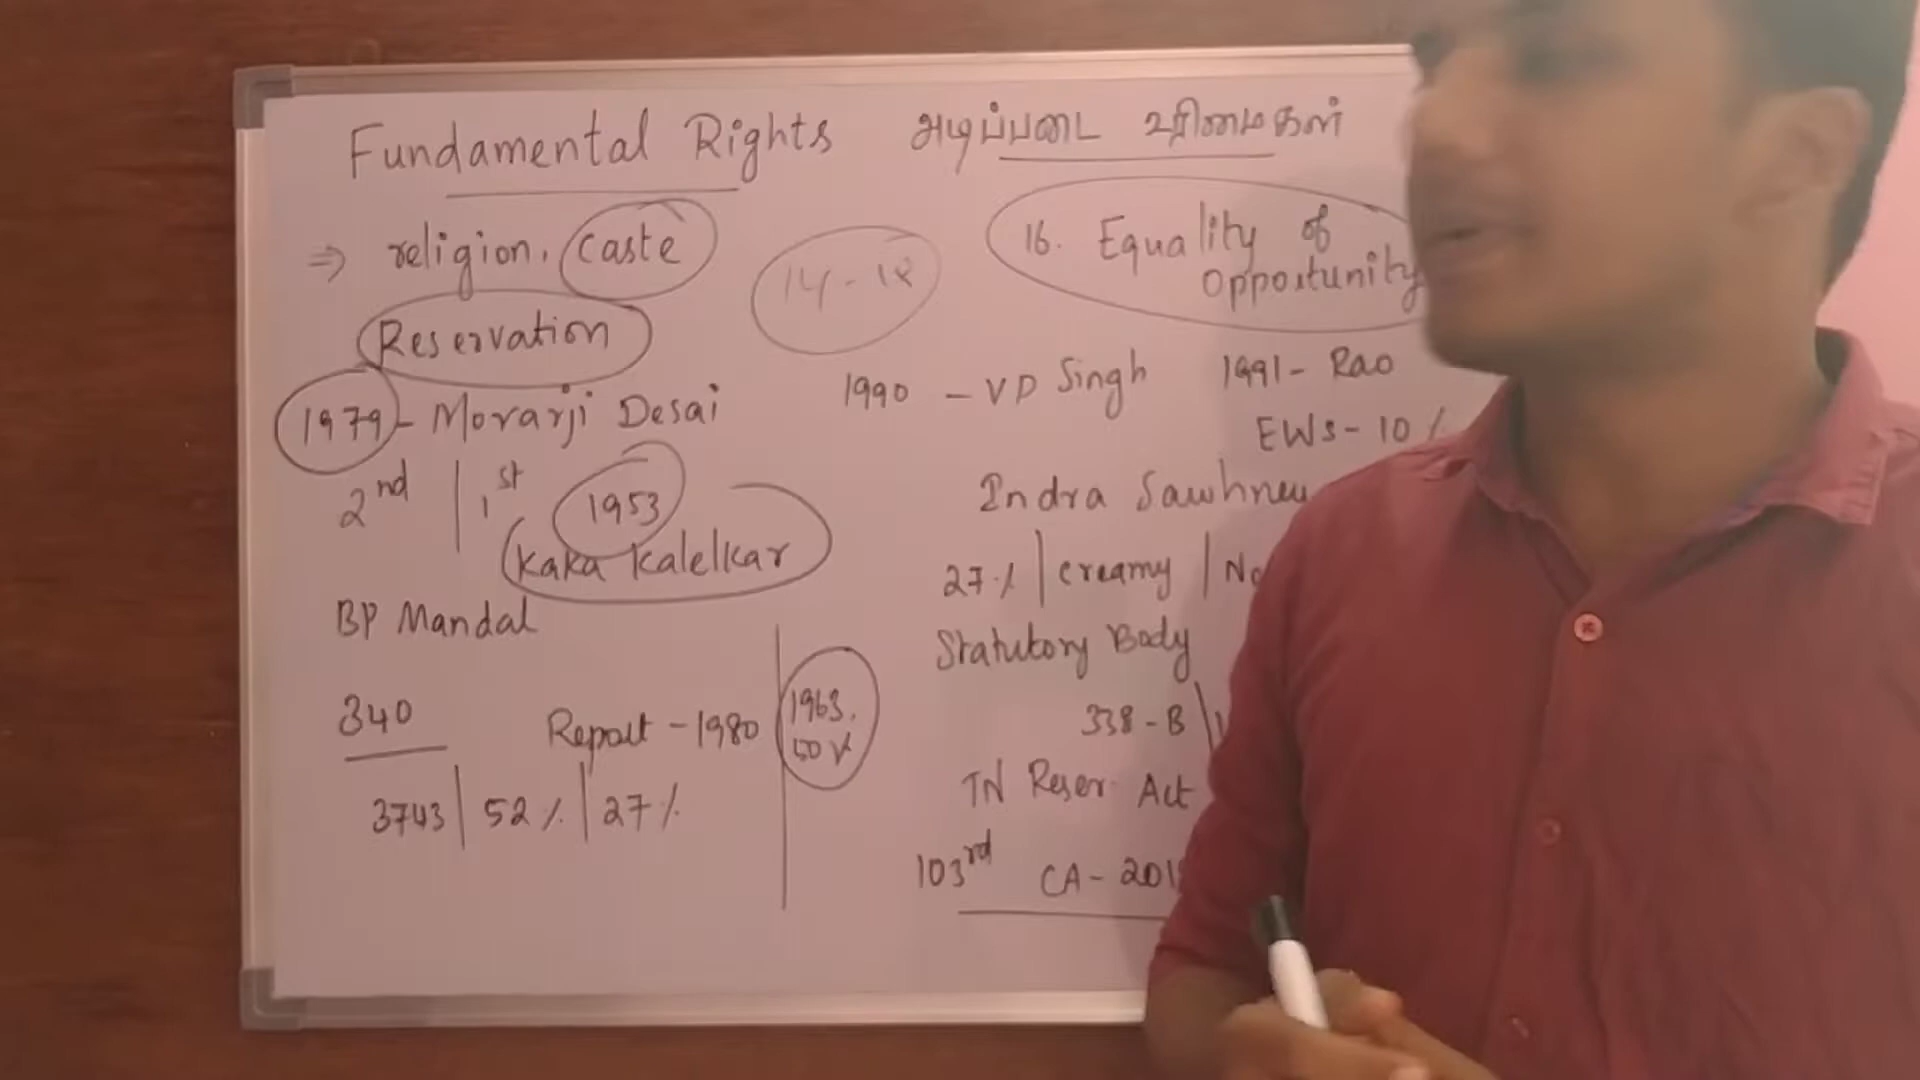 Fundamental Rights அடிப்படை உரிமைகள்
⇒ religion, caste
Reservation
14-18
16. Equality of
Opportunity
1979 - Morarji Desai
2nd | 1st
1953
Kaka Kalelkar
BP Mandal
340
Report - 1980
3743 | 52% | 27%
1963.
1990 - VP Singh
1991 - Rao
EWS - 10%
Indra Sawhney
27% | creamy |
Statutory Body
338-B |
TN Reser. Act
103rd CA -